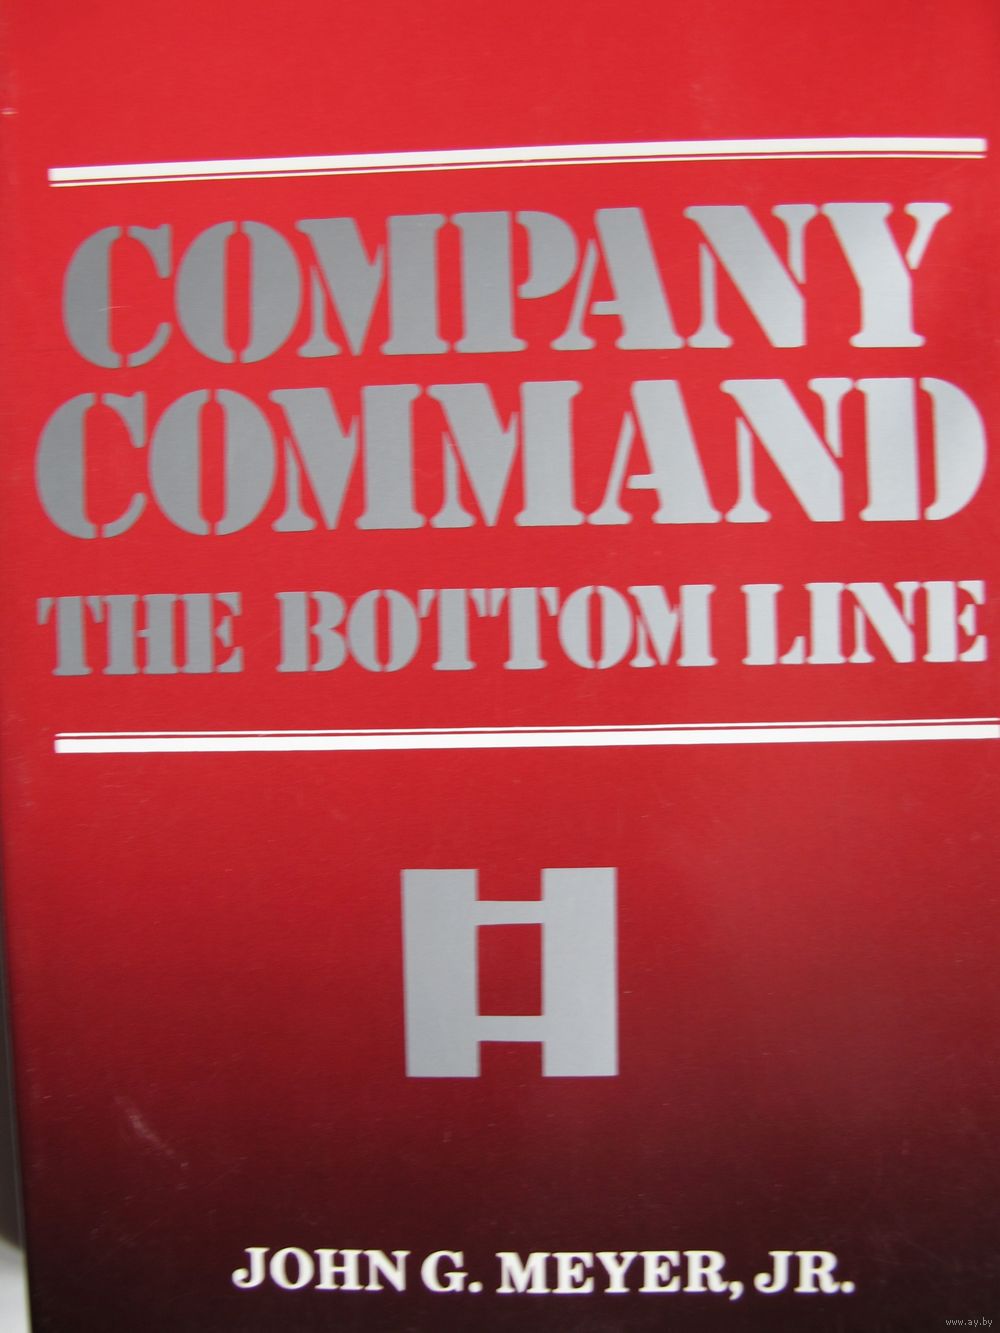 COMPANY
COMMAND
THE BOTTOM LINE
JOHN G. MEYER, JR.
www.ay.by